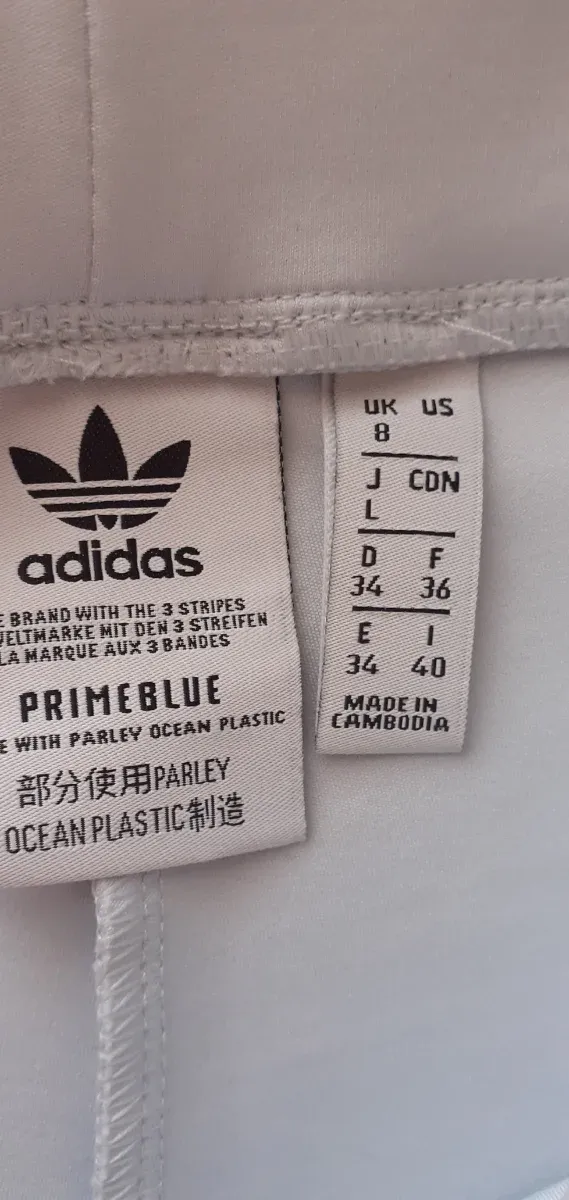 adidas
BRAND WITH THE 3 STRIPES
MIT DEN 3 STREIFEN
LA MARQUE AUX 3 BANDES
PRIMEBLUE
WITH PARLEY OCEAN PLASTIC
部分使用PARLEY
OCEAN PLASTIC制造
UK US
8
J CDN
L
D F
34 36
E I
34 40
MADE IN
CAMBODIA